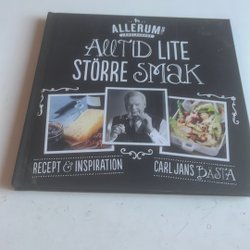 ALLERUM
ALLTID LITE
STÖRRE SMAK
RECEPT & INSPIRATION
CARL JANS BÄSTA